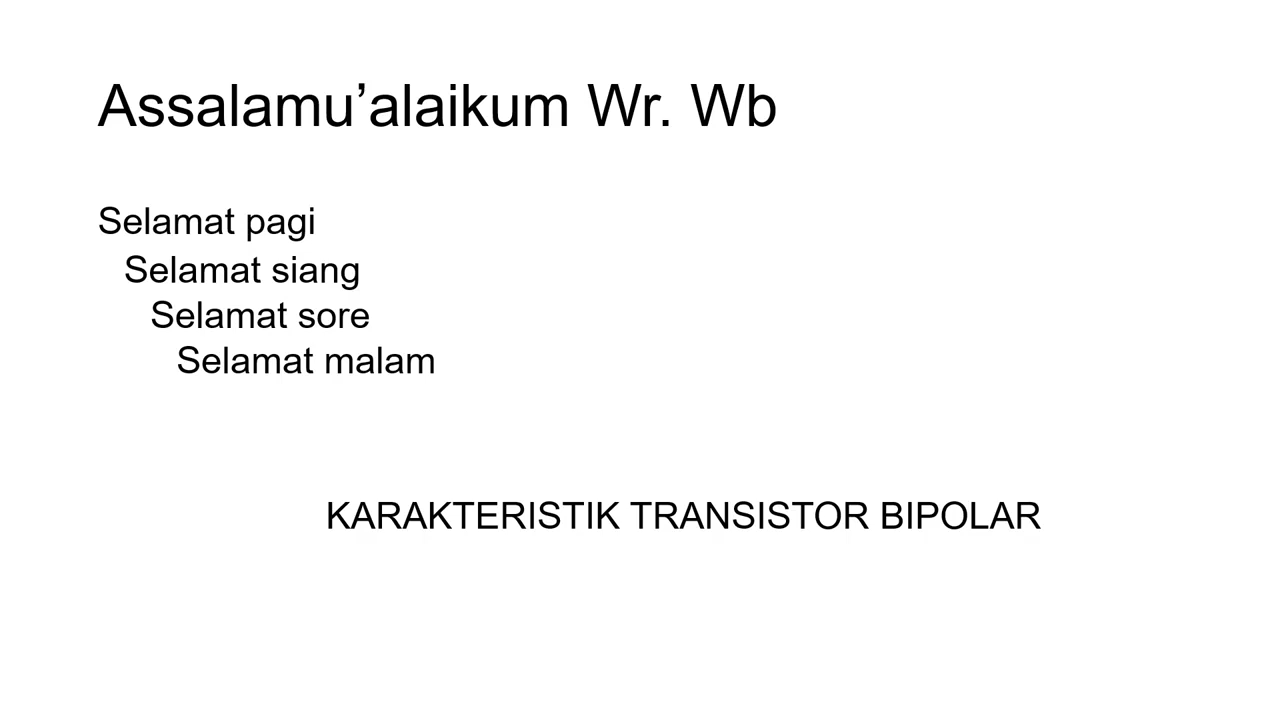 Assalamu’alaikum Wr. Wb
Selamat pagi
Selamat siang
Selamat sore
Selamat malam
KARAKTERISTIK TRANSISTOR BIPOLAR